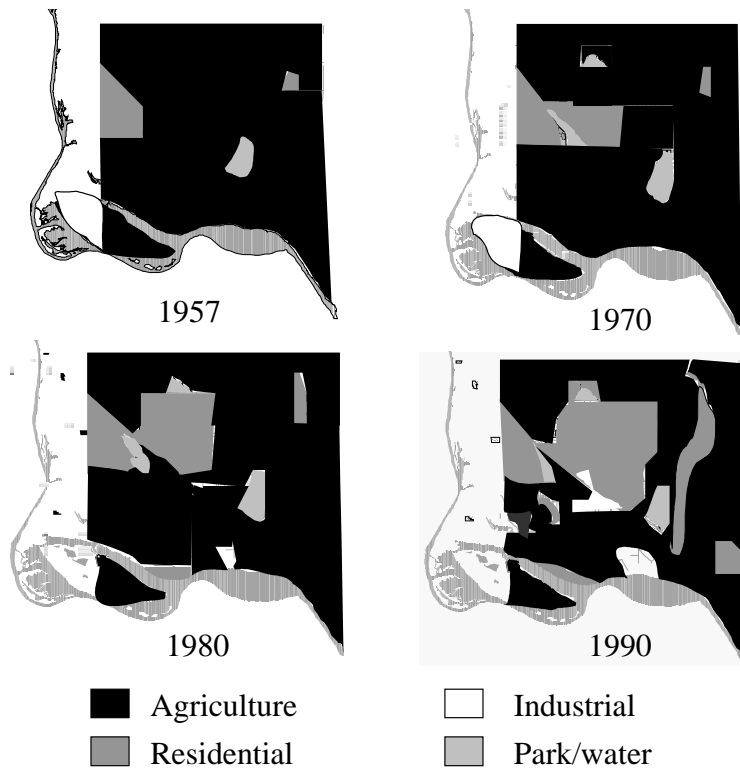 1957
1970
1980
1990
Agriculture
Industrial
Residential
Park/water